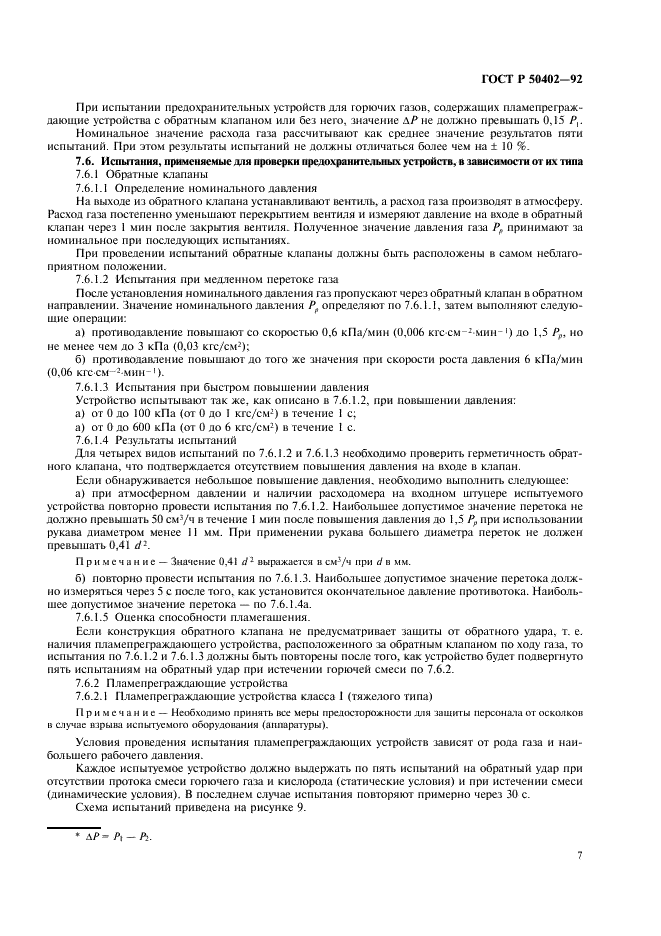 ГОСТ Р 50402—92
При испытании предохранительных устройств для горючих газов, содержащих пламепреграж-
дающие устройства с обратным клапаном или без него, значение ΔP не должно превышать 0,15 P₁.
Номинальное значение расхода газа рассчитывают как среднее значение результатов пяти
испытаний. При этом результаты испытаний не должны отличаться более чем на ± 10 %.
7.6. Испытания, применяемые для проверки предохранительных устройств, в зависимости от их типа
7.6.1 Обратные клапаны
7.6.1.1 Определение номинального давления
На выходе из обратного клапана устанавливают вентиль, а расход газа производят в атмосферу.
Расход газа постепенно уменьшают перекрытием вентиля и измеряют давление на входе в обратный
клапан через 1 мин после закрытия вентиля. Полученное значение давления газа Pₚ принимают за
номинальное при последующих испытаниях.
При проведении испытаний обратные клапаны должны быть расположены в самом неблаго-
приятном положении.
7.6.1.2 Испытания при медленном перетоке газа
После установления номинального давления газ пропускают через обратный клапан в обратном
направлении. Значение номинального давления Pₚ определяют по 7.6.1.1, затем выполняют следую-
щие операции:
а) противодавление повышают со скоростью 0,6 кПа/мин (0,006 кгс·см⁻²·мин⁻¹) до 1,5 Pₚ, но
не менее чем до 3 кПа (0,03 кгс/см²);
б) противодавление повышают до того же значения при скорости роста давления 6 кПа/мин
(0,06 кгс·см⁻²·мин⁻¹).
7.6.1.3 Испытания при быстром повышении давления
Устройство испытывают так же, как описано в 7.6.1.2, при повышении давления:
а) от 0 до 100 кПа (от 0 до 1 кгс/см²) в течение 1 с;
а) от 0 до 600 кПа (от 0 до 6 кгс/см²) в течение 1 с.
7.6.1.4 Результаты испытаний
Для четырех видов испытаний по 7.6.1.2 и 7.6.1.3 необходимо проверить герметичность обрат-
ного клапана, что подтверждается отсутствием повышения давления на входе в клапан.
Если обнаруживается небольшое повышение давления, необходимо выполнить следующее:
а) при атмосферном давлении и наличии расходомера на входном штуцере испытуемого
устройства повторно провести испытания по 7.6.1.2. Наибольшее допустимое значение перетока не
должно превышать 50 см³/ч в течение 1 мин после повышения давления до 1,5 Pₚ при использовании
рукава диаметром менее 11 мм. При применении рукава большего диаметра переток не должен
превышать 0,41 d².
Примечание — Значение 0,41 d² выражается в см³/ч при d в мм.
б) повторно провести испытания по 7.6.1.3. Наибольшее допустимое значение перетока долж-
но измеряться через 5 с после того, как установится окончательное давление противотока. Наиболь-
шее допустимое значение перетока — по 7.6.1.4а.
7.6.1.5 Оценка способности пламегашения.
Если конструкция обратного клапана не предусматривает защиты от обратного удара, т. е.
наличия пламепреграждающего устройства, расположенного за обратным клапаном по ходу газа, то
испытания по 7.6.1.2 и 7.6.1.3 должны быть повторены после того, как устройство будет подвергнуто
пять испытаниям на обратный удар при истечении горючей смеси по 7.6.2.
7.6.2 Пламепреграждающие устройства
7.6.2.1 Пламепреграждающие устройства класса I (тяжелого типа)
Примечание — Необходимо принять все меры предосторожности для защиты персонала от осколков
в случае взрыва испытуемого оборудования (аппаратуры).
Условия проведения испытания пламепреграждающих устройств зависят от рода газа и наи-
большего рабочего давления.
Каждое испытуемое устройство должно выдержать по пять испытаний на обратный удар при
отсутствии протока смеси горючего газа и кислорода (статические условия) и при истечении смеси
(динамические условия). В последнем случае испытания повторяют примерно через 30 с.
Схема испытаний приведена на рисунке 9.
* ΔP = P₁ — P₂.
7